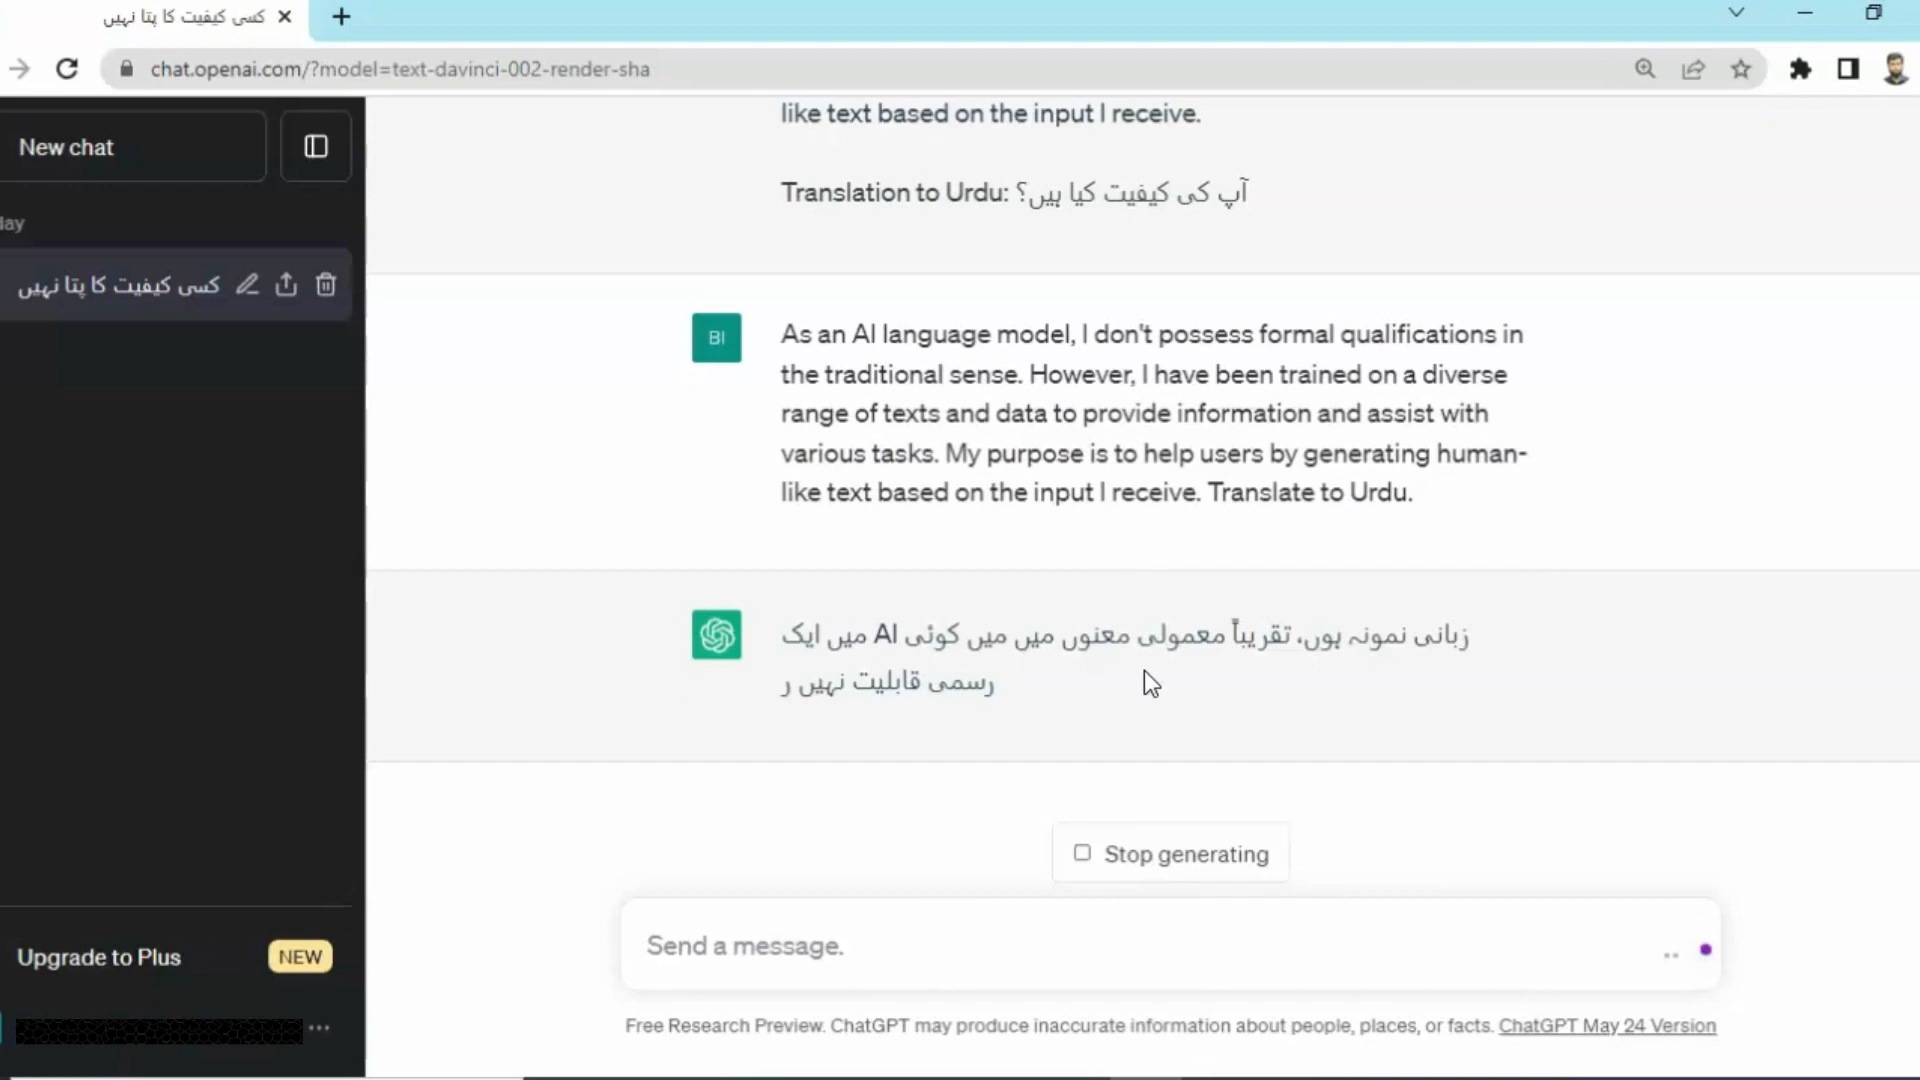 کسی کیفیت کا پتا نہیں
chat.openai.com/?model=text-davinci-002-render-sha
New chat
day
کسی کیفیت کا پتا نہیں
like text based on the input I receive.
Translation to Urdu: آپ کی کیفیت کیا ہیں؟
BI
As an AI language model, I don't possess formal qualifications in
the traditional sense. However, I have been trained on a diverse
range of texts and data to provide information and assist with
various tasks. My purpose is to help users by generating human-
like text based on the input I receive. Translate to Urdu.
میں ایک AI زبانی نمونہ ہوں، تقریباً معمولی معنوں میں میں کوئی
رسمی قابلیت نہیں ر
Stop generating
Send a message.
Upgrade to Plus NEW
Free Research Preview. ChatGPT may produce inaccurate information about people, places, or facts. ChatGPT May 24 Version